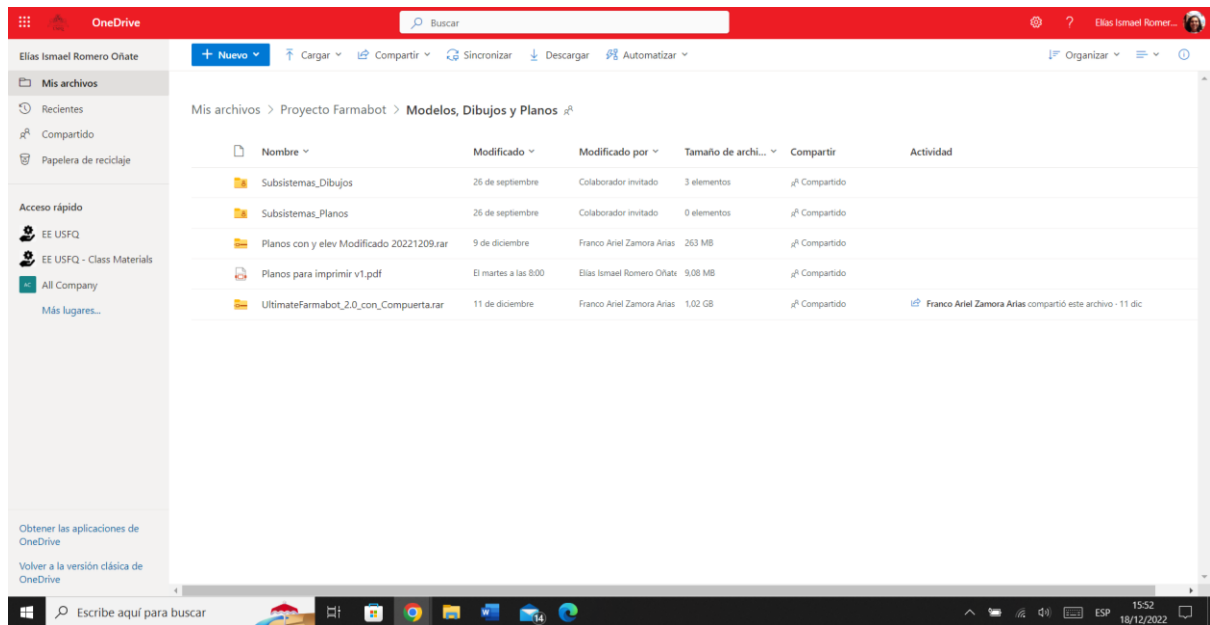 OneDrive
Buscar
Elías Ismael Romer...
Elías Ismael Romero Oñate
Nuevo
Cargar
Compartir
Sincronizar
Descargar
Automatizar
Organizar
Mis archivos
Recientes
Compartido
Papelera de reciclaje
Acceso rápido
EE USFQ
EE USFQ - Class Materials
AC All Company
Más lugares...
Obtener las aplicaciones de
OneDrive
Volver a la versión clásica de
OneDrive
Mis archivos > Proyecto Farmabot > Modelos, Dibujos y Planos
Nombre Modificado Modificado por Tamaño de archi... Compartir Actividad
Subsistemas_Dibujos 26 de septiembre Colaborador invitado 3 elementos Compartido
Subsistemas_Planos 26 de septiembre Colaborador invitado 0 elementos Compartido
Planos con y elev Modificado 20221209.rar 9 de diciembre Franco Ariel Zamora Arias 263 MB Compartido
Planos para imprimir v1.pdf El martes a las 8:00 Elías Ismael Romero Oñate 9,08 MB Compartido
UltimateFarmabot_2.0_con_Compuerta.rar 11 de diciembre Franco Ariel Zamora Arias 1,02 GB Compartido Franco Ariel Zamora Arias compartió este archivo - 11 dic
Escribe aquí para buscar
14
ESP
15:52
18/12/2022